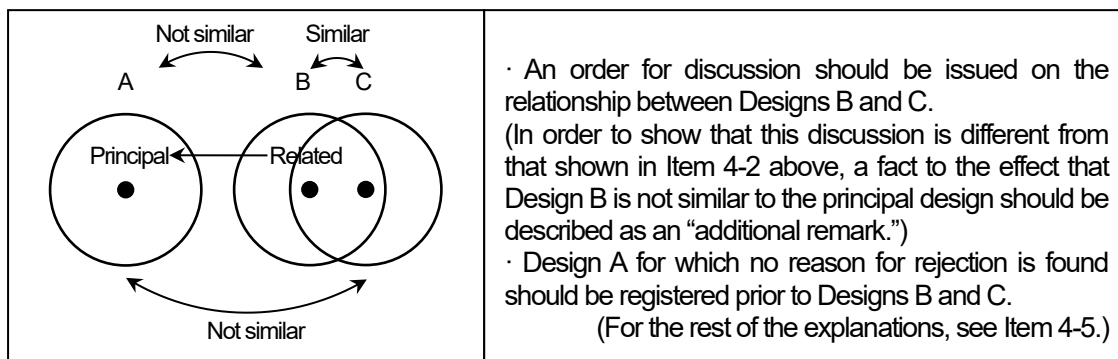 Not similar Similar
A B C
Principal Related
Not similar
· An order for discussion should be issued on the
relationship between Designs B and C.
(In order to show that this discussion is different from
that shown in Item 4-2 above, a fact to the effect that
Design B is not similar to the principal design should be
described as an “additional remark.”)
· Design A for which no reason for rejection is found
should be registered prior to Designs B and C.
(For the rest of the explanations, see Item 4-5.)